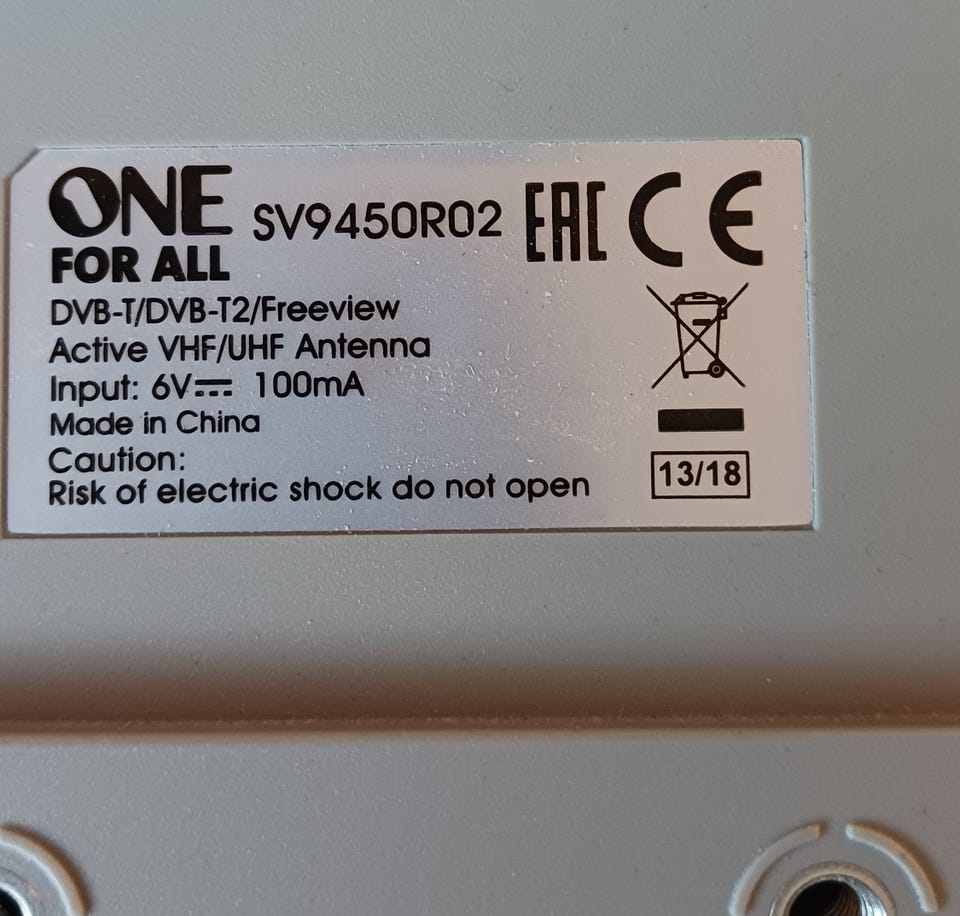 ONE
FOR ALL
SV9450R02
EAC CE
DVB-T/DVB-T2/Freeview
Active VHF/UHF Antenna
Input: 6V⎓ 100mA
Made in China
Caution:
Risk of electric shock do not open
13/18